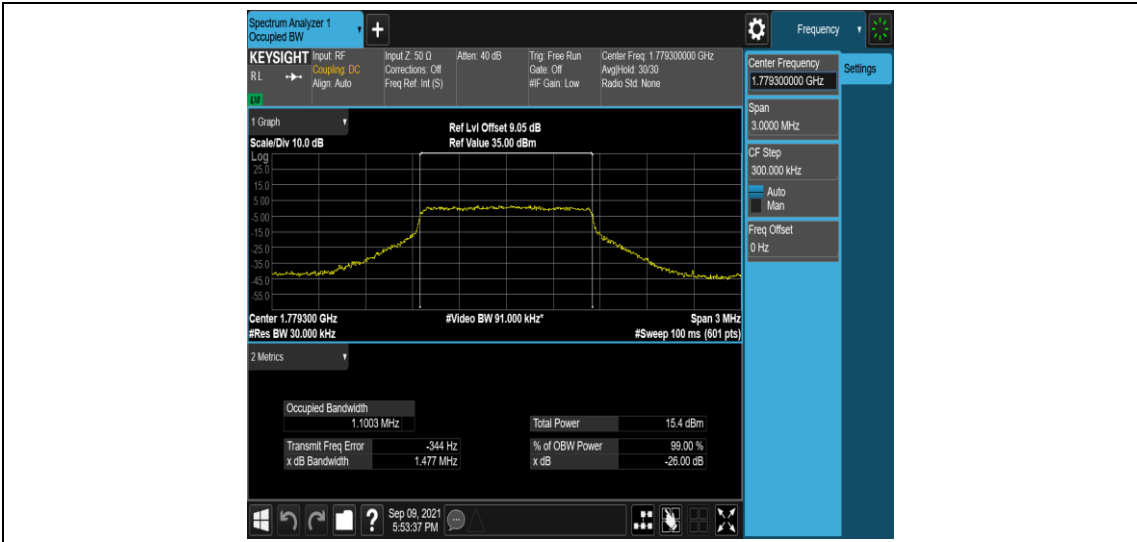 Spectrum Analyzer 1
Occupied BW
+
Frequency
KEYSIGHT
RL
LNI
Input: RF
Coupling: DC
Align: Auto
Input Z: 50 Ω
Corrections: Off
Freq Ref: Int (S)
Atten: 40 dB
Trig: Free Run
Gate: Off
#IF Gain: Low
Center Freq: 1.779300000 GHz
Avg|Hold: 30/30
Radio Std: None
Center Frequency
1.779300000 GHz
Settings
Span
3.0000 MHz
CF Step
300.000 kHz
Auto
Man
Freq Offset
0 Hz
1 Graph
Scale/Div 10.0 dB
Ref Lvl Offset 9.05 dB
Ref Value 35.00 dBm
Log
25.0
15.0
5.00
-5.00
-15.0
-25.0
-35.0
-45.0
-55.0
Center 1.779300 GHz
#Video BW 91.000 kHz*
Span 3 MHz
#Res BW 30.000 kHz
#Sweep 100 ms (601 pts)
2 Metrics
Occupied Bandwidth
1.1003 MHz
Total Power 15.4 dBm
Transmit Freq Error -344 Hz
% of OBW Power 99.00 %
x dB Bandwidth 1.477 MHz
x dB -26.00 dB
?
Sep 09, 2021
5:53:37 PM